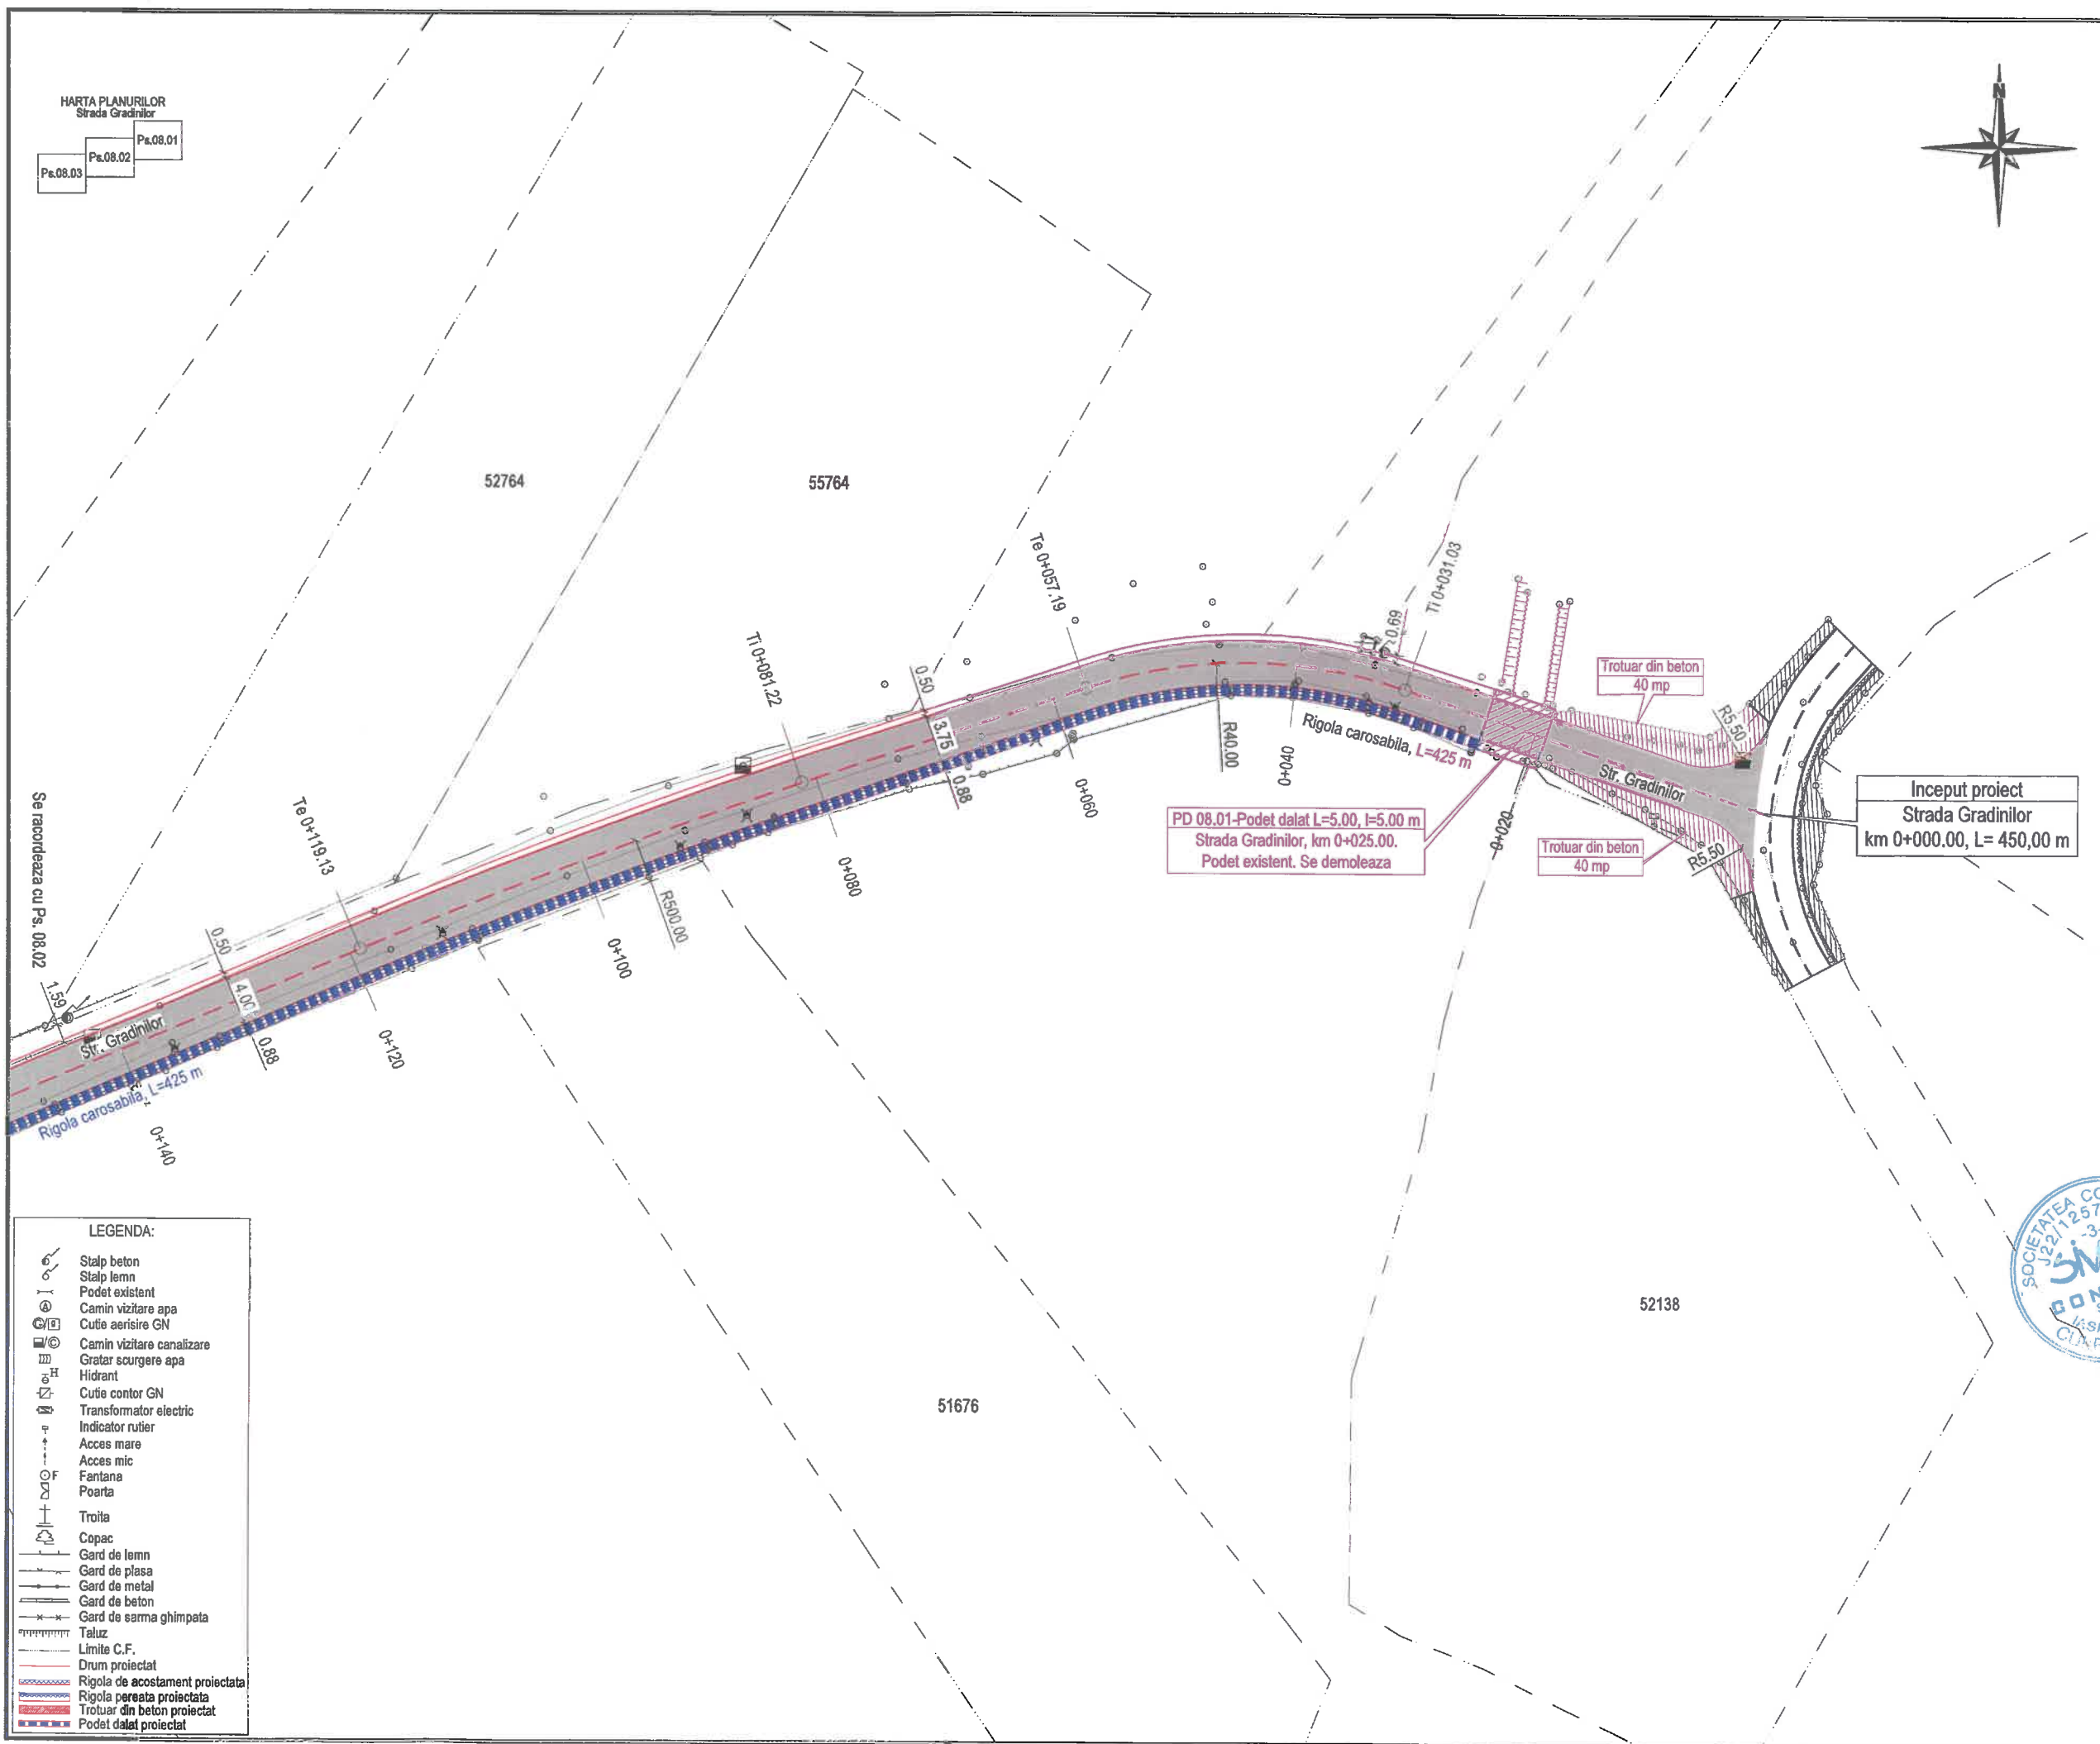 HARTA PLANURILOR
Strada Gradinilor
Ps.08.01
Ps.08.02
Ps.08.03
N
52764
55764
Te 0+057.19
Ti 0+031.03
0.69
Ti 0+081.22
0.50
3.75
0.88
Trotuar din beton
40 mp
R5.50
R40.00
0+040
Rigola carosabila, L=425 m
Str. Gradinilor
0+060
Inceput proiect
Strada Gradinilor
km 0+000.00, L= 450,00 m
PD 08.01-Podet dalat L=5.00, l=5.00 m
Strada Gradinilor, km 0+025.00.
Podet existent. Se demoleaza
0+020
Trotuar din beton
40 mp
R5.50
Se racordeaza cu Ps. 08.02
Te 0+119.13
0+080
R500.00
0+100
0.50
4.00
0.88
1.59
Str. Gradinilor
0+120
Rigola carosabila, L=425 m
0+140
52138
51676
SOCIETATEA
J22/1257
LEGENDA:
Stalp beton
Stalp lemn
Podet existent
A Camin vizitare apa
Cutie aerisire GN
Camin vizitare canalizare
Gratar scurgere apa
H Hidrant
Cutie contor GN
Transformator electric
Indicator rutier
Acces mare
Acces mic
F Fantana
Poarta
Troita
Copac
Gard de lemn
Gard de plasa
Gard de metal
Gard de beton
Gard de sarma ghimpata
Taluz
Limite C.F.
Drum proiectat
Rigola de acostament proiectata
Rigola pereata proiectata
Trotuar din beton proiectat
Podet dalat proiectat